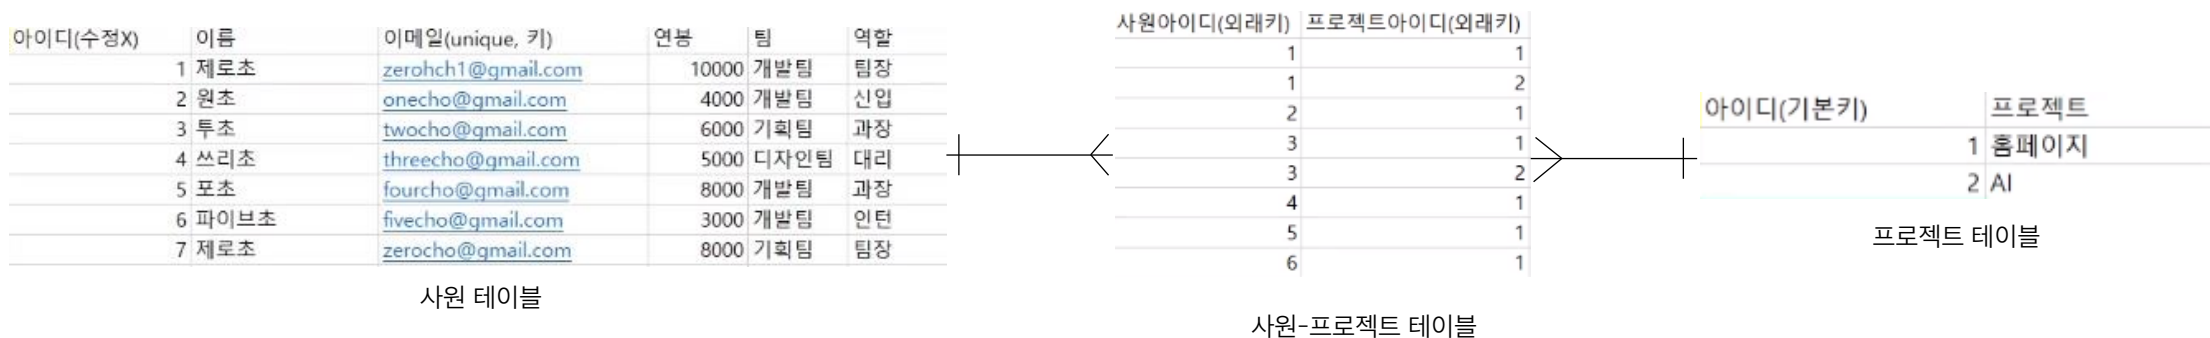 아이디(수정X) 이름 이메일(unique, 키) 연봉 팀 역할
1 제로초 zerohch1@gmail.com 10000 개발팀 팀장
2 원초 onecho@gmail.com 4000 개발팀 신입
3 투초 twocho@gmail.com 6000 기획팀 과장
4 쓰리초 threecho@gmail.com 5000 디자인팀 대리
5 포초 fourcho@gmail.com 8000 개발팀 과장
6 파이브초 fivecho@gmail.com 3000 개발팀 인턴
7 제로초 zerocho@gmail.com 8000 기획팀 팀장
사원 테이블
사원아이디(외래키) 프로젝트아이디(외래키)
1 1
1 2
2 1
3 1
3 2
4 1
5 1
6 1
사원-프로젝트 테이블
아이디(기본키) 프로젝트
1 홈페이지
2 AI
프로젝트 테이블